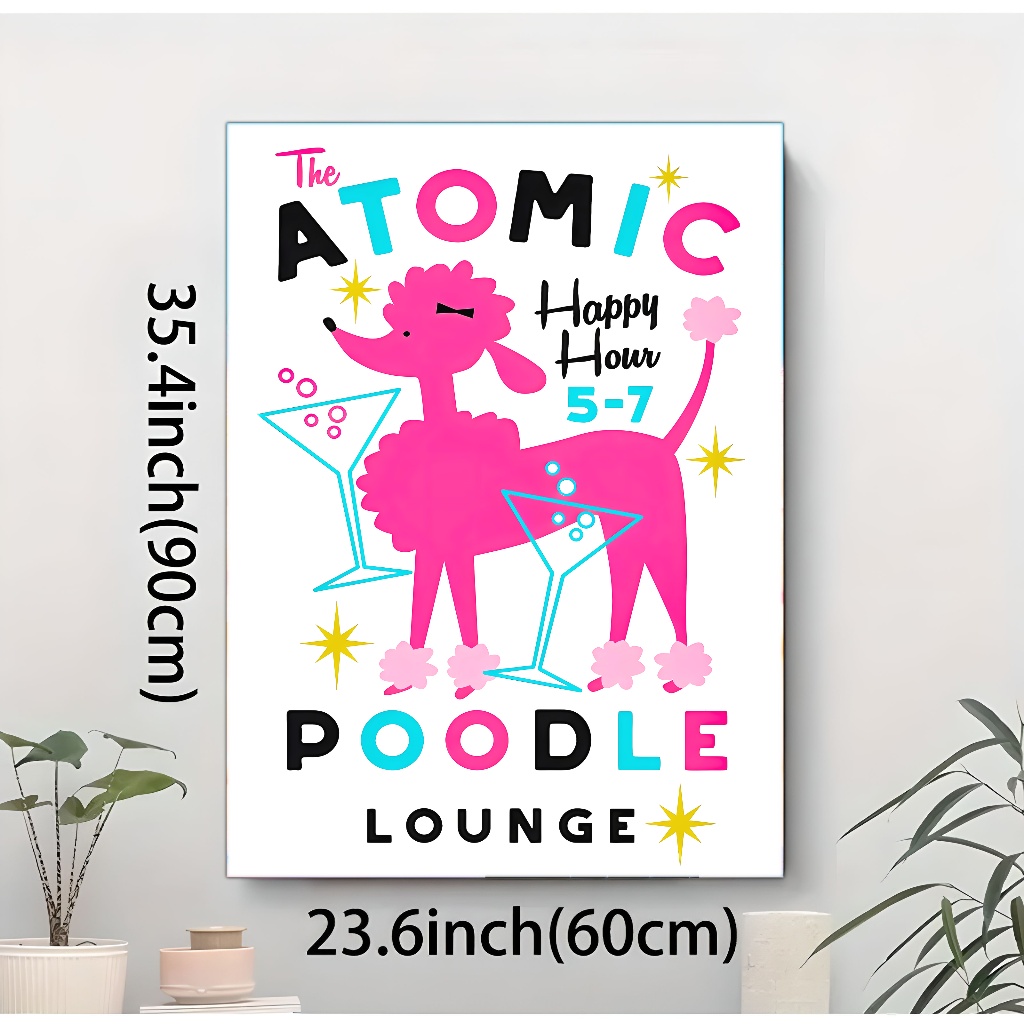 The
ATOMIC
Happy
Hour
5-7
POODLE
LOUNGE
35.4inch(90cm)
23.6inch(60cm)